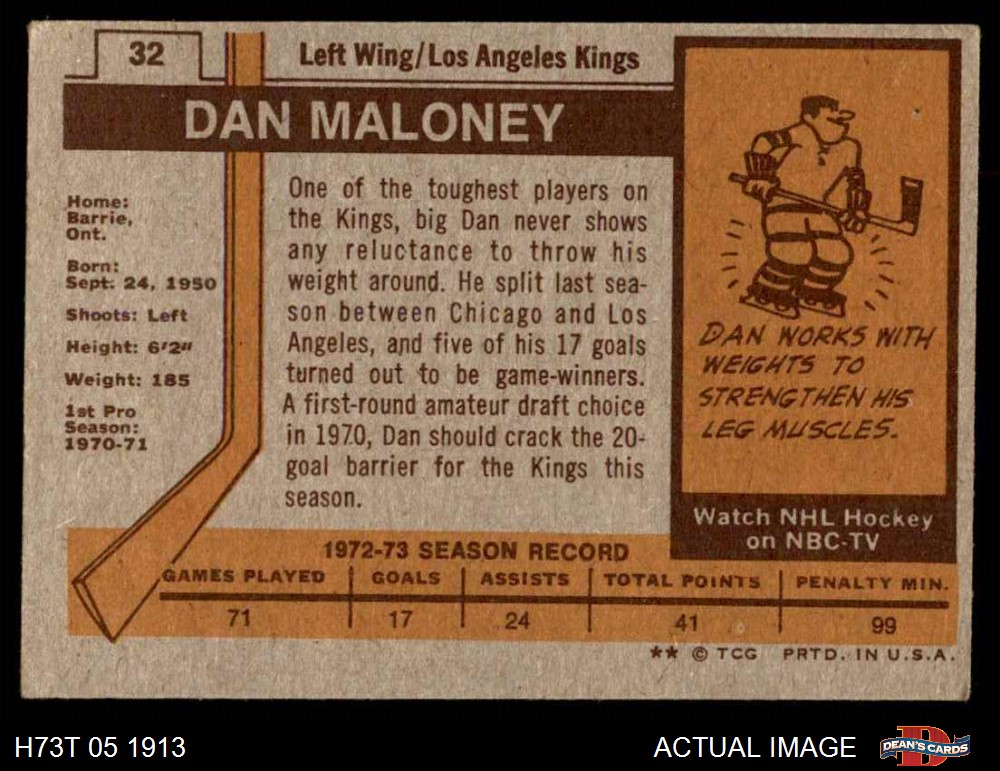 32
Left Wing/Los Angeles Kings
DAN MALONEY
Home:
Barrie,
Ont.
Born:
Sept. 24, 1950
Shoots: Left
Height: 6'2"
Weight: 185
1st Pro
Season:
1970-71
One of the toughest players on
the Kings, big Dan never shows
any reluctance to throw his
weight around. He split last sea-
son between Chicago and Los
Angeles, and five of his 17 goals
turned out to be game-winners.
A first-round amateur draft choice
in 1970, Dan should crack the 20-
goal barrier for the Kings this
season.
DAN WORKS WITH
WEIGHTS TO
STRENGTHEN HIS
LEG MUSCLES.
Watch NHL Hockey
on NBC-TV
1972-73 SEASON RECORD
GAMES PLAYED GOALS ASSISTS TOTAL POINTS PENALTY MIN.
71 17 24 41 99
** © TCG PRTD. IN U.S.A.
H73T 05 1913
ACTUAL IMAGE
DEAN'S CARDS